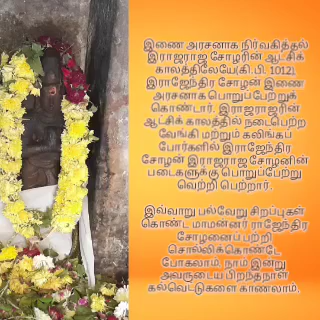 இணை அரசனாக நிர்வகித்தல்
இராஜராஜ சோழரின் ஆட்சிக்
காலத்திலேயே(கி.பி. 1012),
இராஜேந்திர சோழன் இணை
அரசனாக பொறுப்பேற்றுக்
கொண்டார். இராஜராஜரின்
ஆட்சிக் காலத்தில் நடைபெற்ற
வேங்கி மற்றும் கலிங்கப்
போர்களில் இராஜேந்திர
சோழன் இராஜராஜ சோழனின்
படைகளுக்கு பொறுப்பேற்று
வெற்றி பெற்றார்.
இவ்வாறு பல்வேறு சிறப்புகள்
கொண்ட மாமன்னர் ராஜேந்திர
சோழனைப் பற்றி
சொல்லிக்கொண்டே
போகலாம். நாம் இன்று
அவருடைய பிறந்தநாள்
கல்வெட்டுகளை காணலாம்.